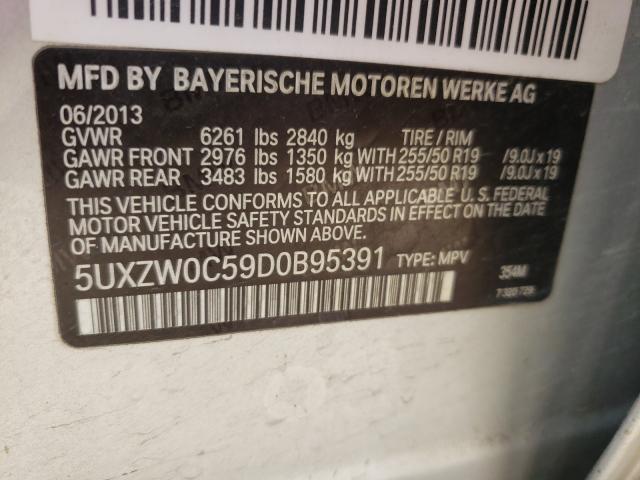 MFD BY BAYERISCHE MOTOREN WERKE AG
06/2013
GVWR 6261 lbs 2840 kg TIRE / RIM
GAWR FRONT 2976 lbs 1350 kg WITH 255/50 R19 /9.0J x 19
GAWR REAR 3483 lbs 1580 kg WITH 255/50 R19 /9.0J x 19
THIS VEHICLE CONFORMS TO ALL APPLICABLE U.S. FEDERAL
MOTOR VEHICLE SAFETY STANDARDS IN EFFECT ON THE DATE
OF MANUFACTURE SHOWN ABOVE.
5UXZW0C59D0B95391 TYPE: MPV 354M
7320729